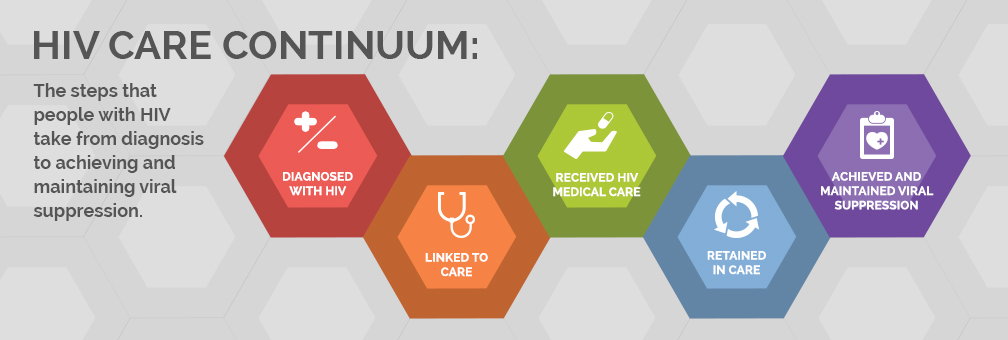 HIV CARE CONTINUUM:
The steps that
people with HIV
take from diagnosis
to achieving and
maintaining viral
suppression.
DIAGNOSED
WITH HIV
LINKED TO
CARE
RECEIVED HIV
MEDICAL CARE
RETAINED
IN CARE
ACHIEVED AND
MAINTAINED VIRAL
SUPPRESSION